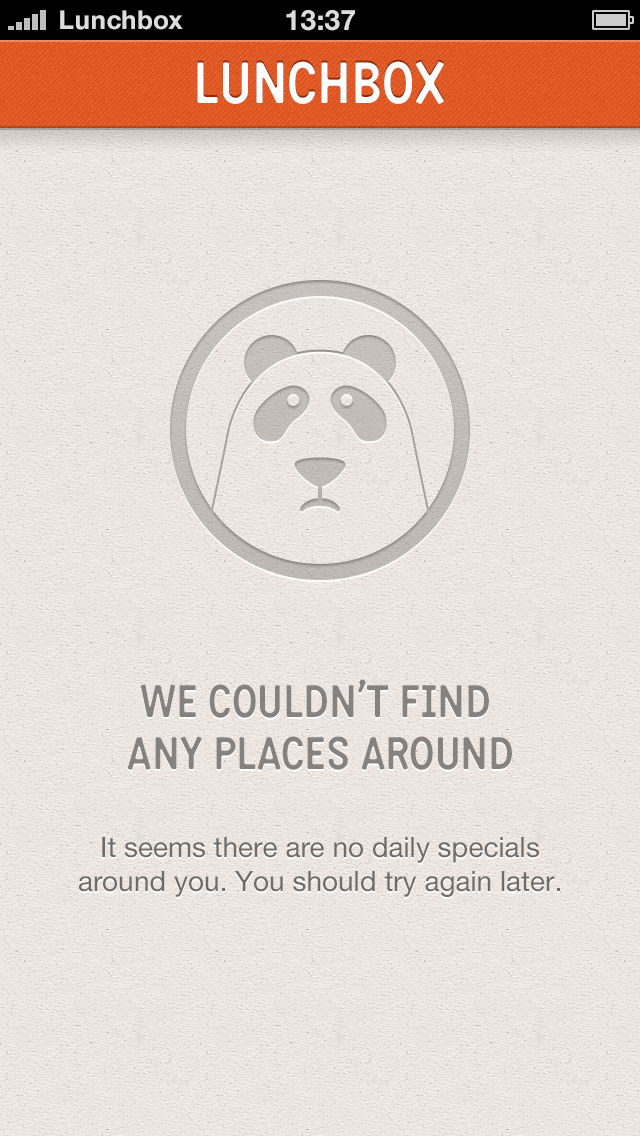 Lunchbox 13:37
LUNCHBOX
WE COULDN'T FIND
ANY PLACES AROUND
It seems there are no daily specials
around you. You should try again later.